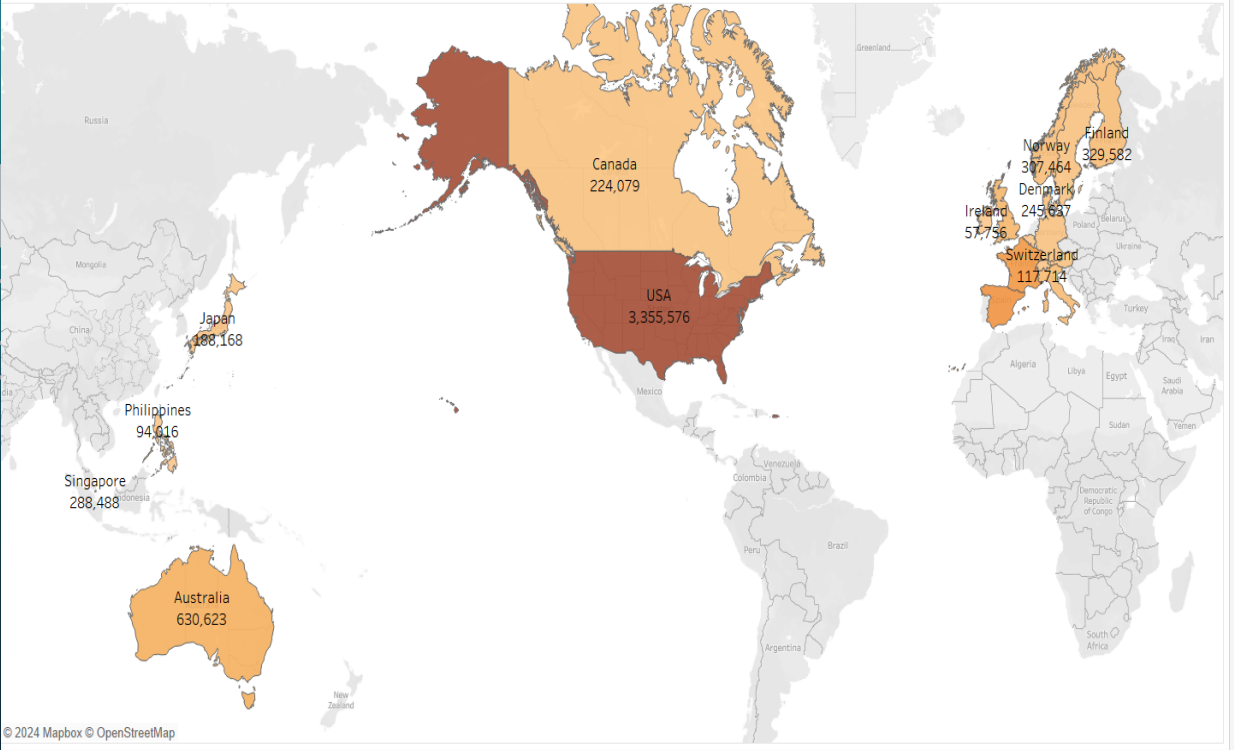 Greenland
Russia
Finland
329,582
Norway
307,464
Canada
224,079
Denmark
245,637
Ireland
57,756
Belarus
Poland
Ukraine
Switzerland
117,714
Mongolia
USA
3,355,576
Japan
188,168
China
Turkey
Iraq
Iran
Algeria
Libya
Egypt
Saudi
Arabia
Mexico
Philippines
94,016
Sudan
Yemen
Venezuela
Colombia
Singapore
288,488
Democratic
Republic
of Congo
Peru
Brazil
Australia
630,623
South
Africa
Argentina
New
Zealand
© 2024 Mapbox © OpenStreetMap